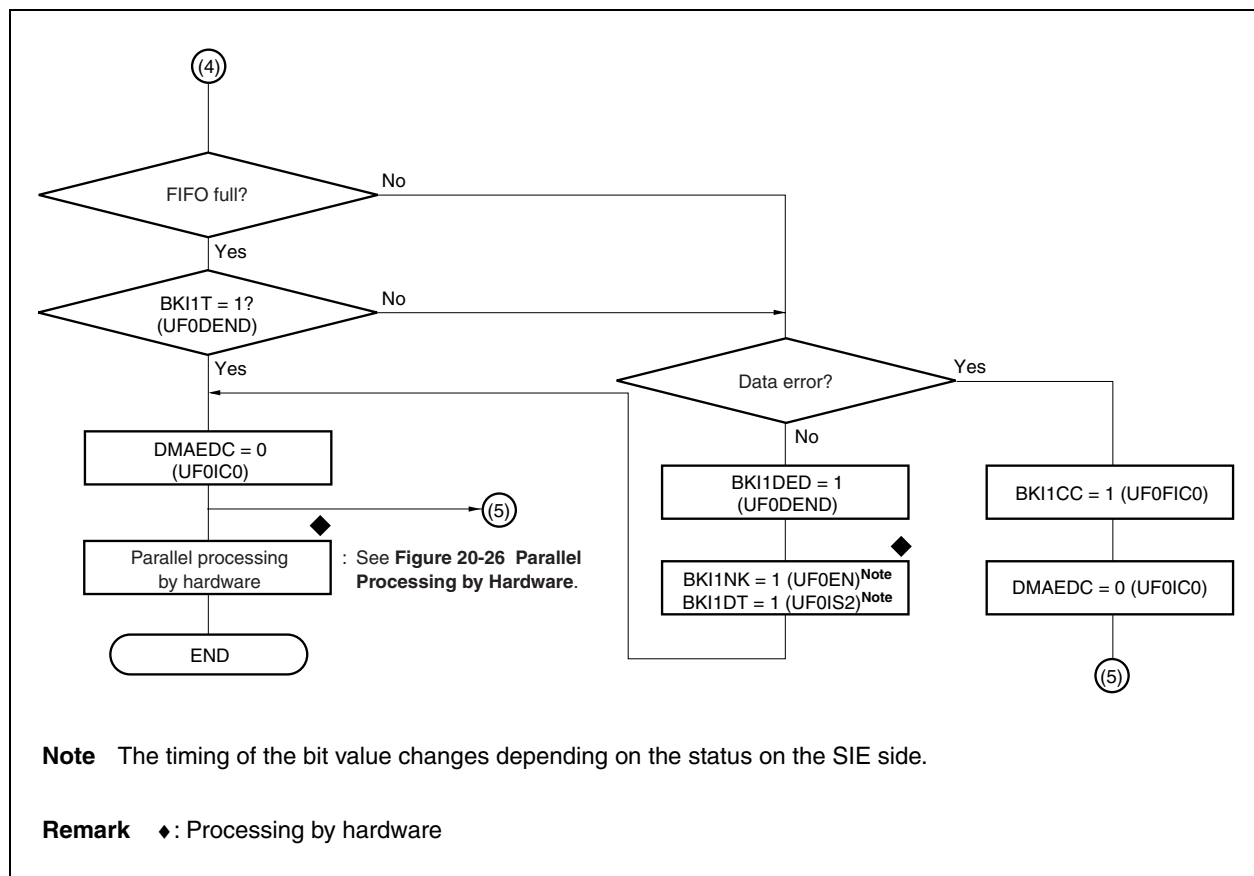 (4)
FIFO full?
No
Yes
BKI1T = 1?
(UF0DEND)
No
Yes
Data error?
Yes
No
DMAEDC = 0
(UF0IC0)
(5)
Parallel processing
by hardware
: See Figure 20-26 Parallel
Processing by Hardware.
END
BKI1DED = 1
(UF0DEND)
BKI1NK = 1 (UF0EN)Note
BKI1DT = 1 (UF0IS2)Note
BKI1CC = 1 (UF0FIC0)
DMAEDC = 0 (UF0IC0)
(5)
Note The timing of the bit value changes depending on the status on the SIE side.
Remark ♦: Processing by hardware